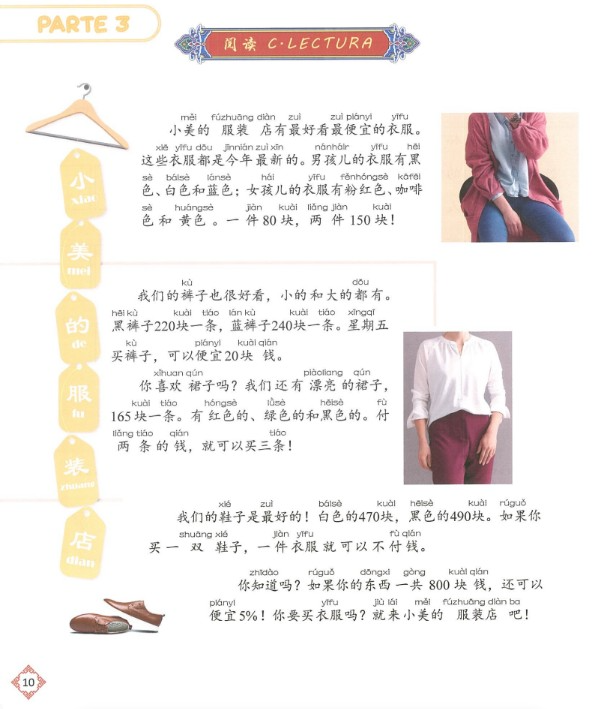 PARTE 3
阅读 C·LECTURA
小 xiǎo
美 měi
的 de
服 fú
装 zhuāng
店 diàn
měi fúzhuāng diàn zuì zuì piányi yīfu
小美的 服装 店有最好看最便宜的衣服。
xiē yīfu dōu jīnnián zuì xīn nánháir yīfu hēi
这些衣服都是今年最新的。男孩儿的衣服有黑
sè báisè lánsè hái yīfu fěnhóngsè kāfēi
色、白色和蓝色；女孩儿的衣服有粉红色、咖啡
sè huángsè jiàn kuài liǎng jiàn kuài
色 和 黄色 。一 件 80 块，两 件 150 块！
kù dōu
我们的裤子也很好看，小的和大的都有。
hēi kù kuài tiáo lán kù kuài tiáo xīngqī
黑裤子220块一条，蓝裤子240块一条。星期五
kù piányi kuài qián
买裤子，可以便宜20块 钱。
xǐhuan qún piàoliang qún
你喜欢 裙子吗？我们还有 漂亮 的裙子，
kuài tiáo hóngsè lǜsè hēisè fù
165块一条。有红色的、绿色的和黑色的。付
liǎng tiáo qián tiáo
两 条 的 钱，就可以买三条！
xié zuì báisè kuài hēisè kuài rúguǒ
我们的鞋子是最好的！白色的470块，黑色的490块。如果你
shuāng xié jiàn yīfu fù qián
买 一 双 鞋子，一件衣服 就可以 不付钱。
zhīdào rúguǒ dōngxi gòng kuài qián
你知道吗？如果你的东西一共 800 块 钱，还可以
piányi yīfu jiù lái měi fúzhuāng diàn ba
便宜5%！你要买衣服吗？就来小美的 服装店 吧！
10